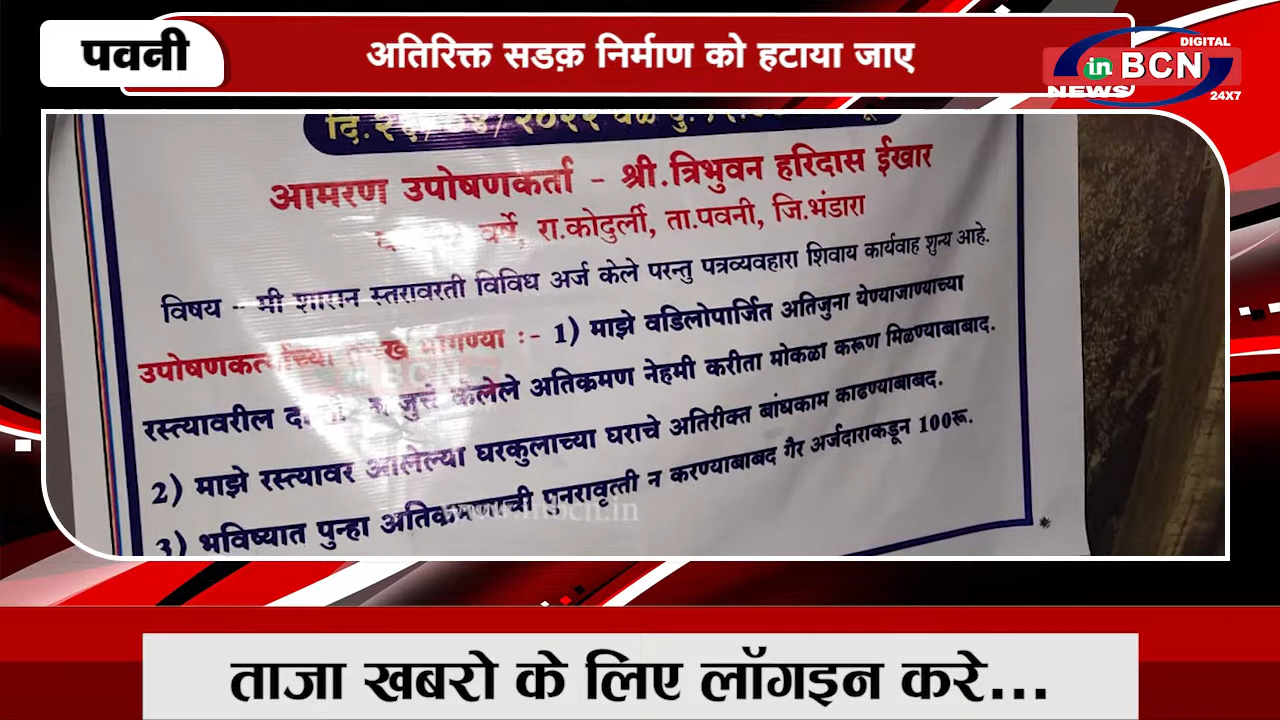 पवनी
अतिरिक्त सडक़ निर्माण को हटाया जाए
DIGITAL
in BCN
NEWS
24X7
आमरण उपोषणकर्ता - श्री.त्रिभुवन हरिदास ईखार
वर्षे, रा.कोदुर्ली, ता.पवनी, जि.भंडारा
विषय - मी शासन स्तरावरती विविध अर्ज केले परन्तु पत्रव्यवहारा शिवाय कार्यवाह शुन्य आहे.
मागण्या :- 1) माझे वडिलोपार्जित अतिजुना येण्याजाण्याच्या
रस्त्यावरील केलेले अतिक्रमण नेहमी करीता मोकळा करूण मिळण्याबाबाद.
2) माझे रस्त्यावर आलेल्या घरकुलाच्या घराचे अतिरीक्त बांधकाम काढण्याबाबद.
3) भविष्यात पुन्हा अतिक्रमणाची पुनरावृत्ती न करण्याबाबद गैर अर्जदाराकडून 100रू.
www.inbcn.in
ताजा खबरो के लिए लॉगइन करे...